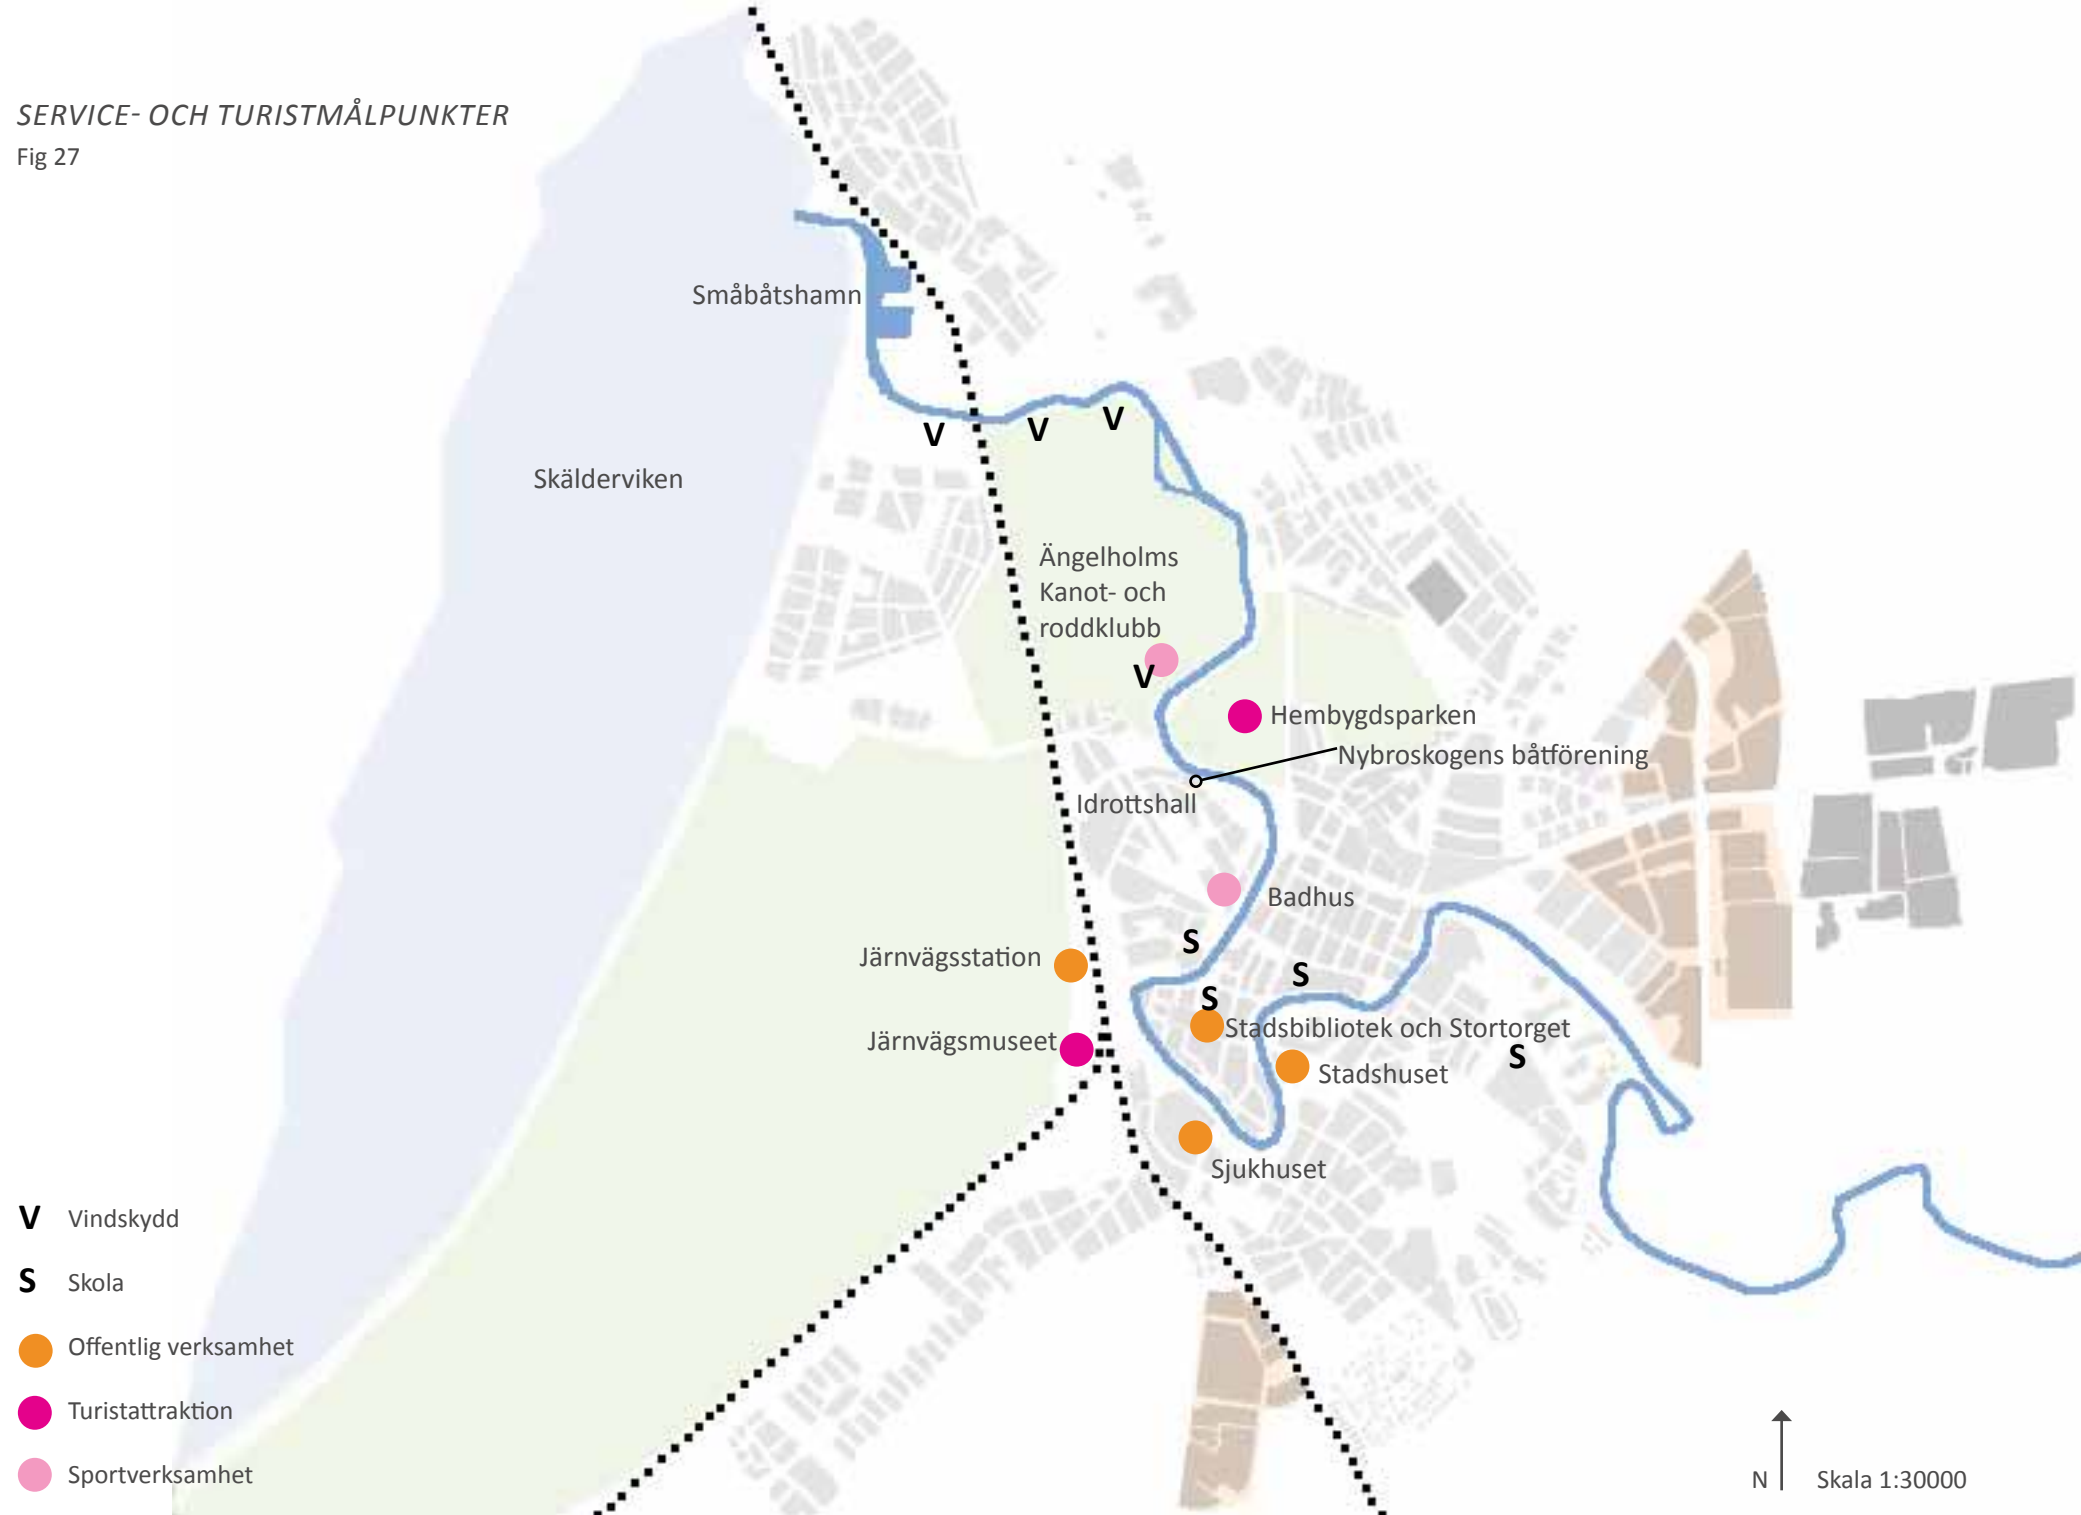 SERVICE- OCH TURISTMÅLPUNKTER
Fig 27
Småbåtshamn
V
V
V
Skälderviken
Ängelholms
Kanot- och
roddklubb
V
Hembygdsparken
Nybroskogens båtförening
Idrottshall
Badhus
S
Järnvägsstation
S
S
Stadsbibliotek och Stortorget
Järnvägsmuseet
S
Stadshuset
Sjukhuset
V Vindskydd
S Skola
Offentlig verksamhet
Turistattraktion
Sportverksamhet
N Skala 1:30000